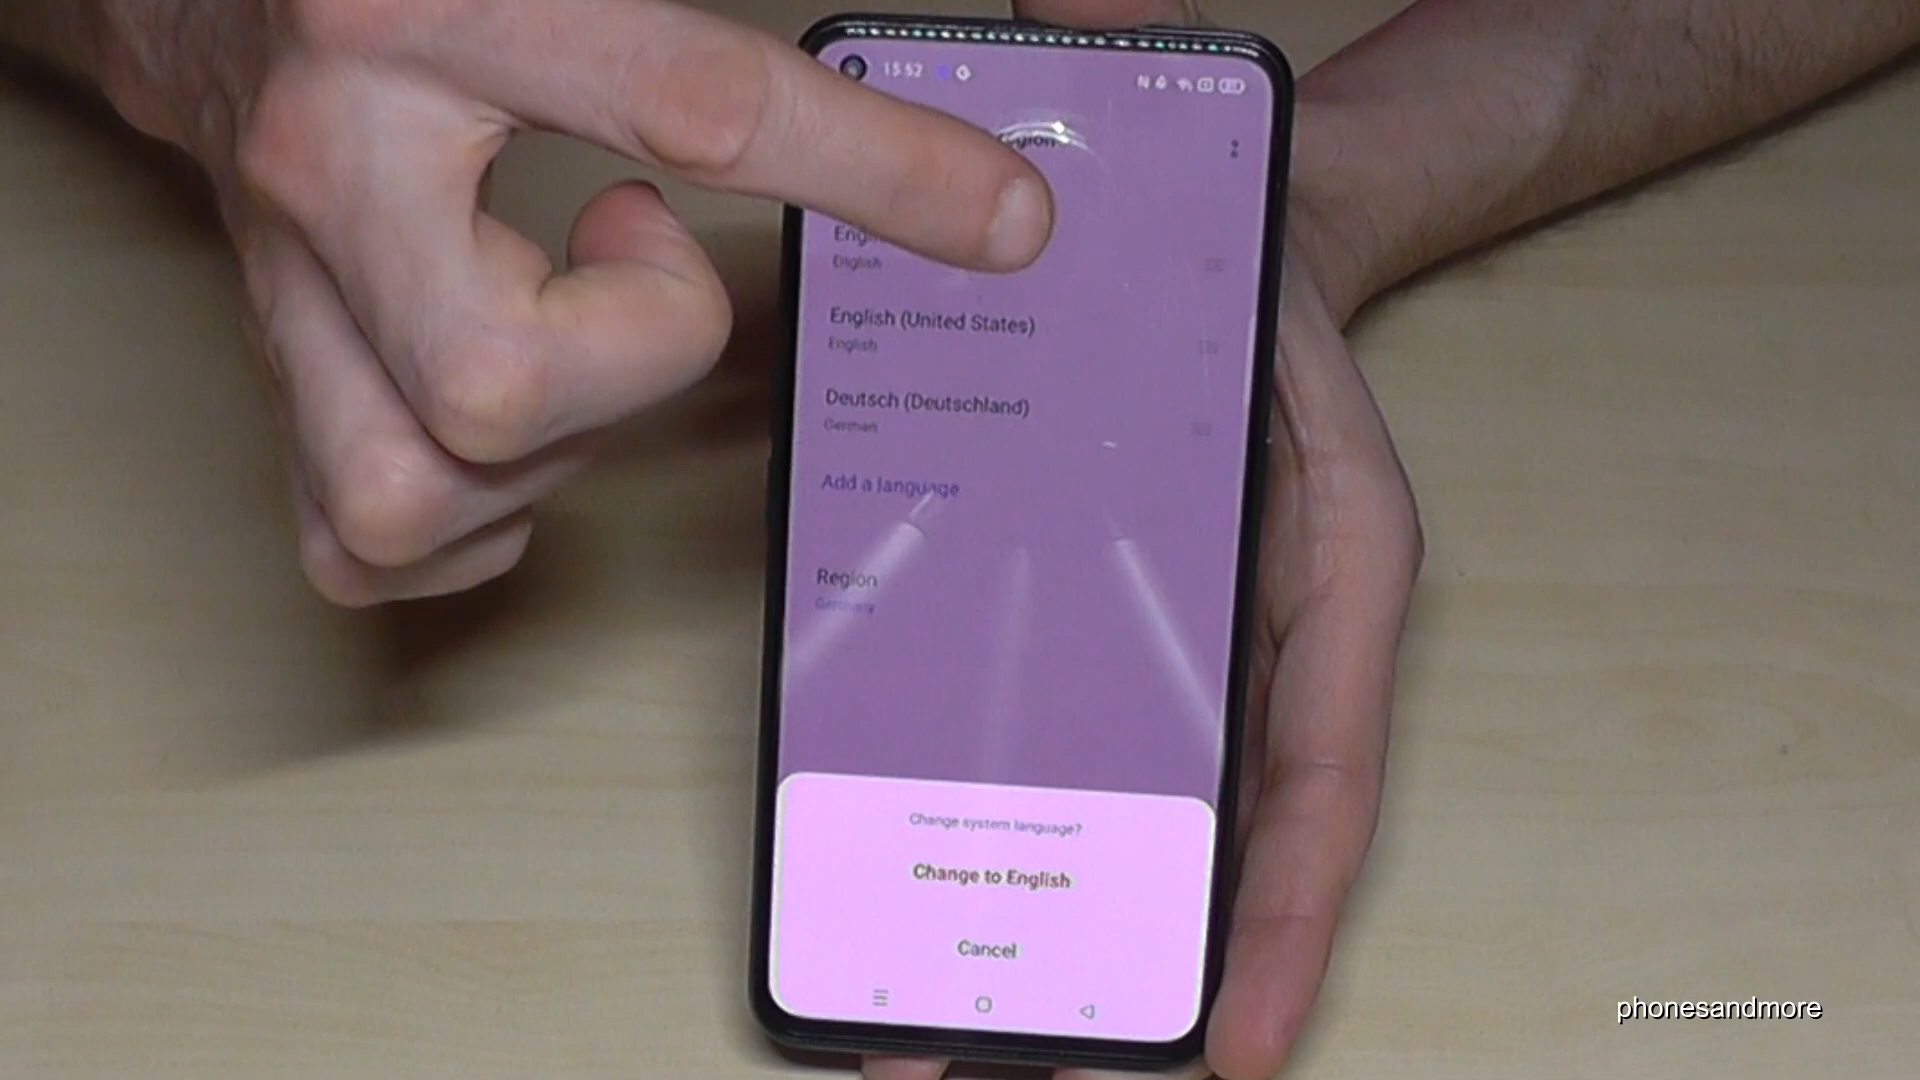 15:52
English
English (United States)
English
Deutsch (Deutschland)
German
Add a language
Region
Germany
Change system language?
Change to English
Cancel
phonesandmore